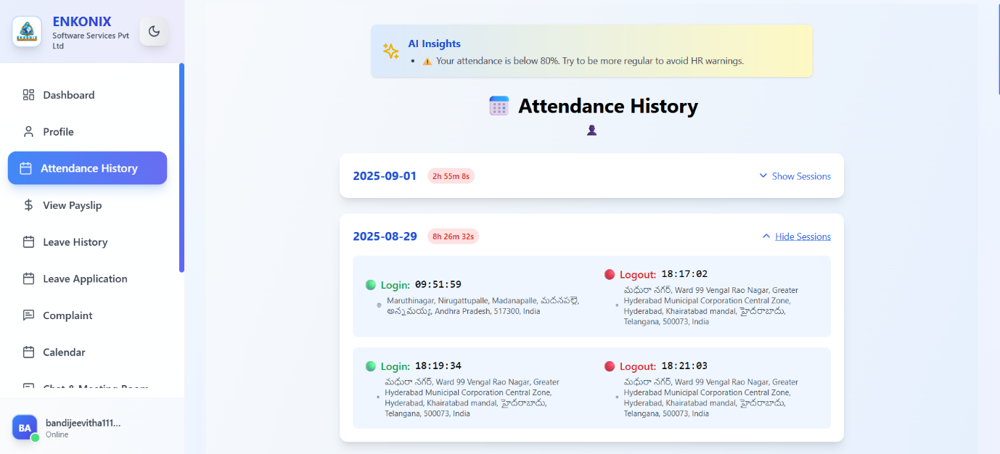 ENKONIX
Software Services Pvt
Ltd
ENKONIX
Dashboard
Profile
Attendance History
View Payslip
Leave History
Leave Application
Complaint
Calendar
Chat & Meeting Room
BA
bandijeevitha111...
Online
AI Insights
• ⚠️ Your attendance is below 80%. Try to be more regular to avoid HR warnings.
Attendance History
2025-09-01 2h 55m 8s Show Sessions
2025-08-29 8h 26m 32s Hide Sessions
Login: 09:51:59
Maruthinagar, Nirugattupalle, Madanapalle, మదనపల్లె,
అన్నమయ్య, Andhra Pradesh, 517300, India
Logout: 18:17:02
మధురా నగర్, Ward 99 Vengal Rao Nagar, Greater
Hyderabad Municipal Corporation Central Zone,
Hyderabad, Khairatabad mandal, హైదరాబాదు,
Telangana, 500073, India
Login: 18:19:34
మధురా నగర్, Ward 99 Vengal Rao Nagar, Greater
Hyderabad Municipal Corporation Central Zone,
Hyderabad, Khairatabad mandal, హైదరాబాదు,
Telangana, 500073, India
Logout: 18:21:03
మధురా నగర్, Ward 99 Vengal Rao Nagar, Greater
Hyderabad Municipal Corporation Central Zone,
Hyderabad, Khairatabad mandal, హైదరాబాదు,
Telangana, 500073, India